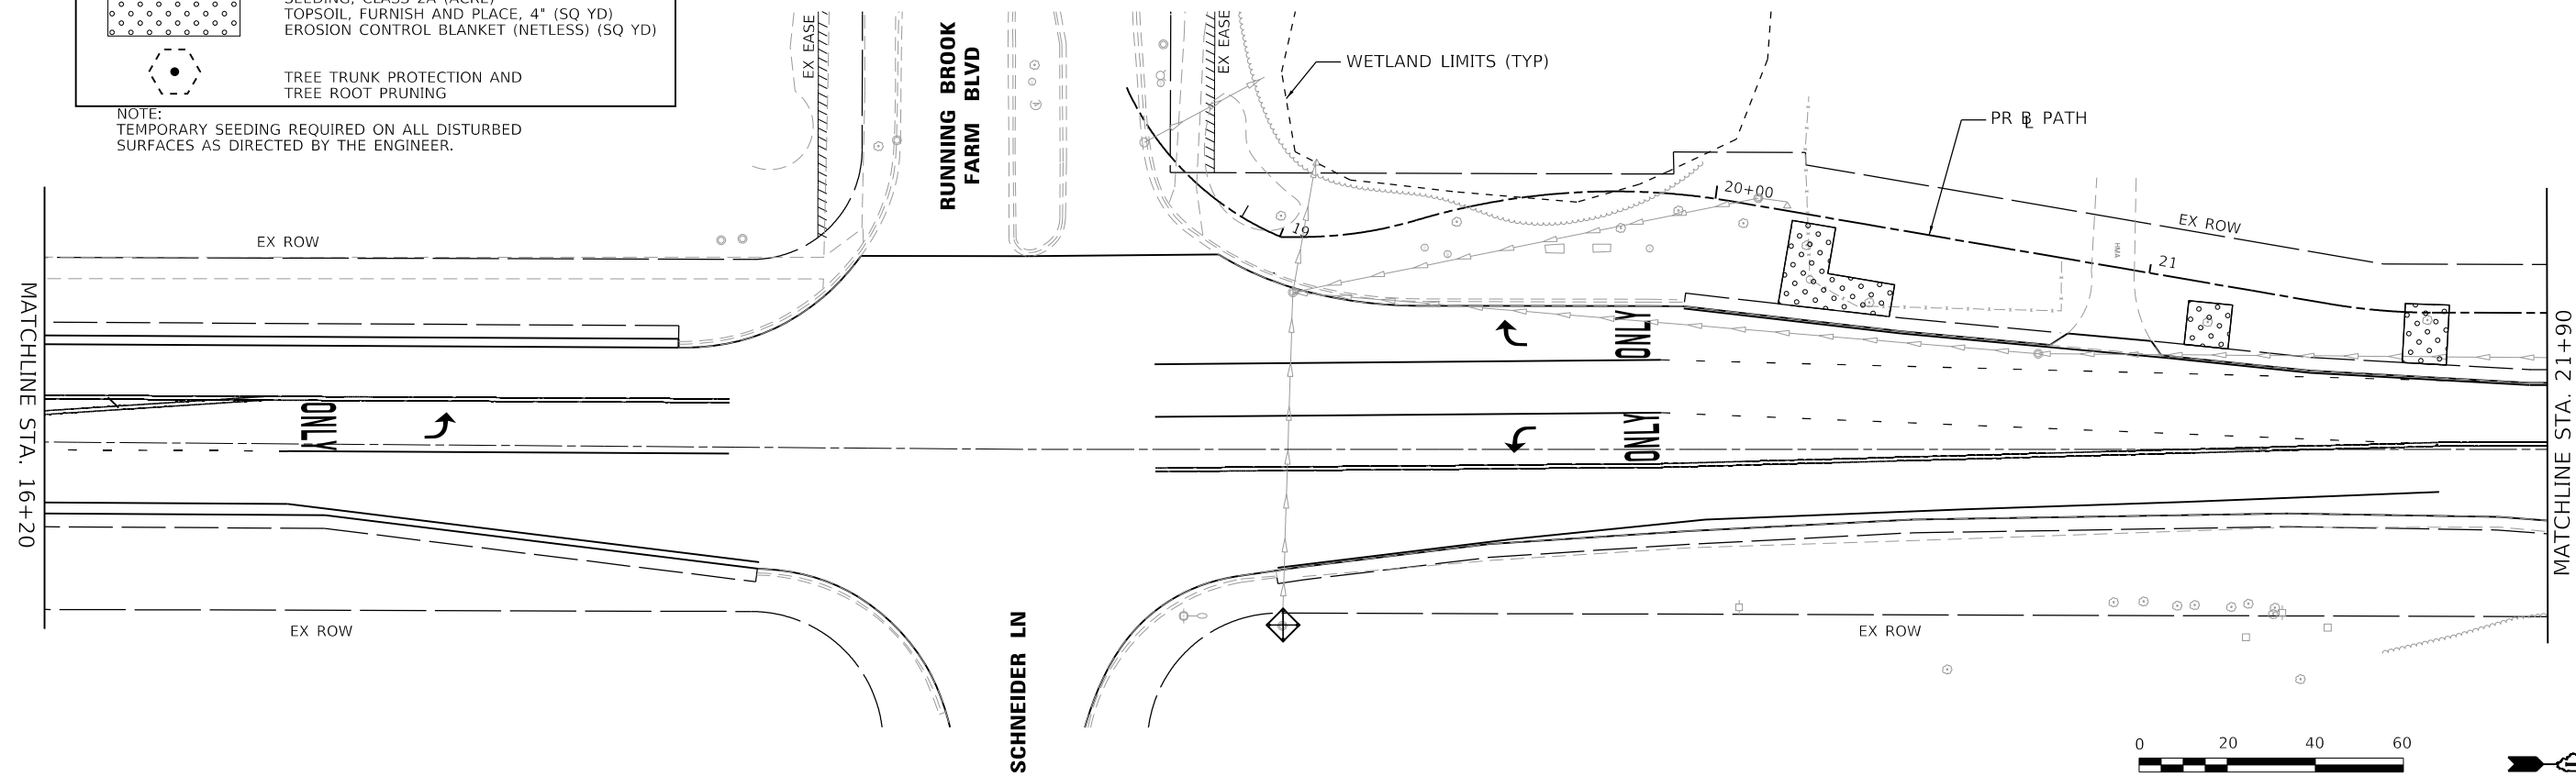 SEEDING, CLASS 2A (ACRE)
TOPSOIL, FURNISH AND PLACE, 4" (SQ YD)
EROSION CONTROL BLANKET (NETLESS) (SQ YD)
TREE TRUNK PROTECTION AND
TREE ROOT PRUNING
NOTE:
TEMPORARY SEEDING REQUIRED ON ALL DISTURBED
SURFACES AS DIRECTED BY THE ENGINEER.
EX EASE
RUNNING BROOK
FARM BLVD
EX EASE
WETLAND LIMITS (TYP)
PR ℄ PATH
20+00
19
21
EX ROW
EX ROW
HMA
MATCHLINE STA. 16+20
MATCHLINE STA. 21+90
ONLY
ONLY
ONLY
EX ROW
EX ROW
SCHNEIDER LN
0 20 40 60